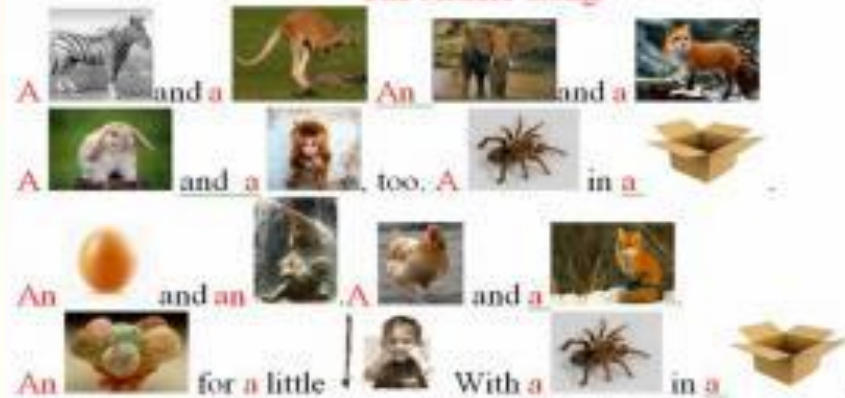 A and a An and a
A and a , too. A in a .
An and an . A and a .
An for a little With a in a